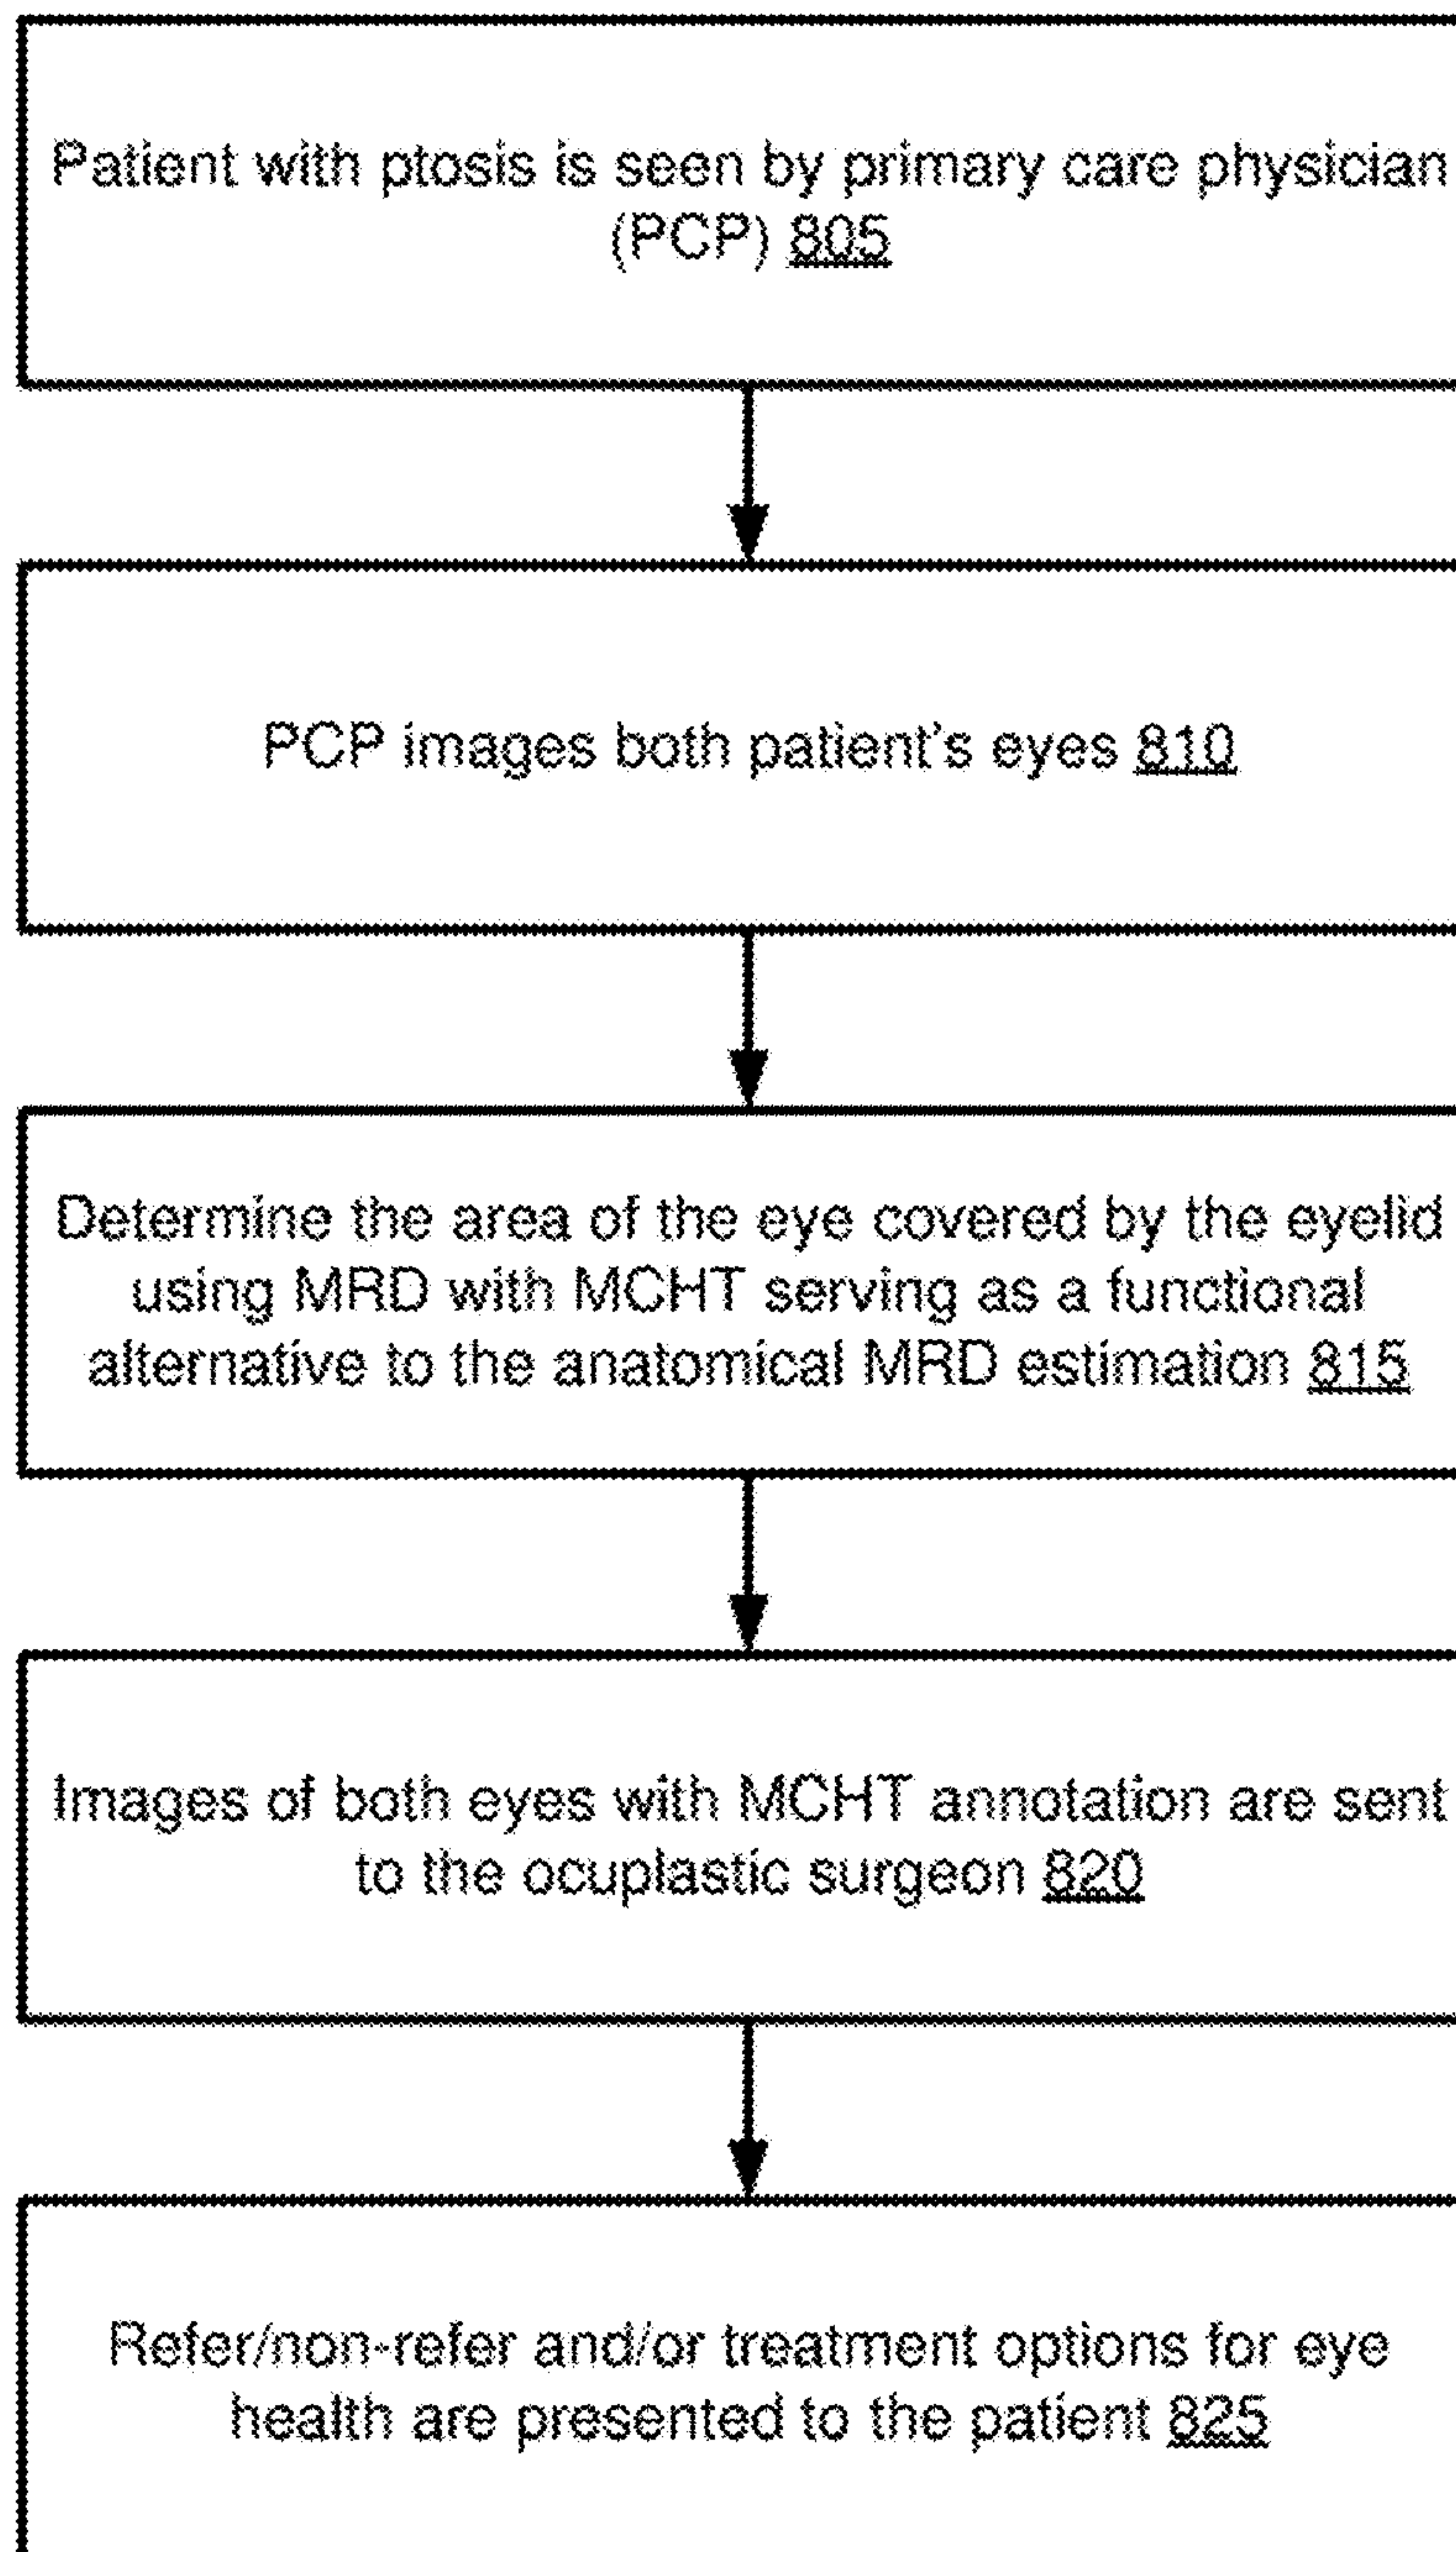 Patient with ptosis is seen by primary care physician
(PCP) 805
PCP images both patient's eyes 810
Determine the area of the eye covered by the eyelid
using MRD with MCHT serving as a functional
alternative to the anatomical MRD estimation 815
Images of both eyes with MCHT annotation are sent
to the ocuplastic surgeon 820
Refer/non-refer and/or treatment options for eye
health are presented to the patient 825